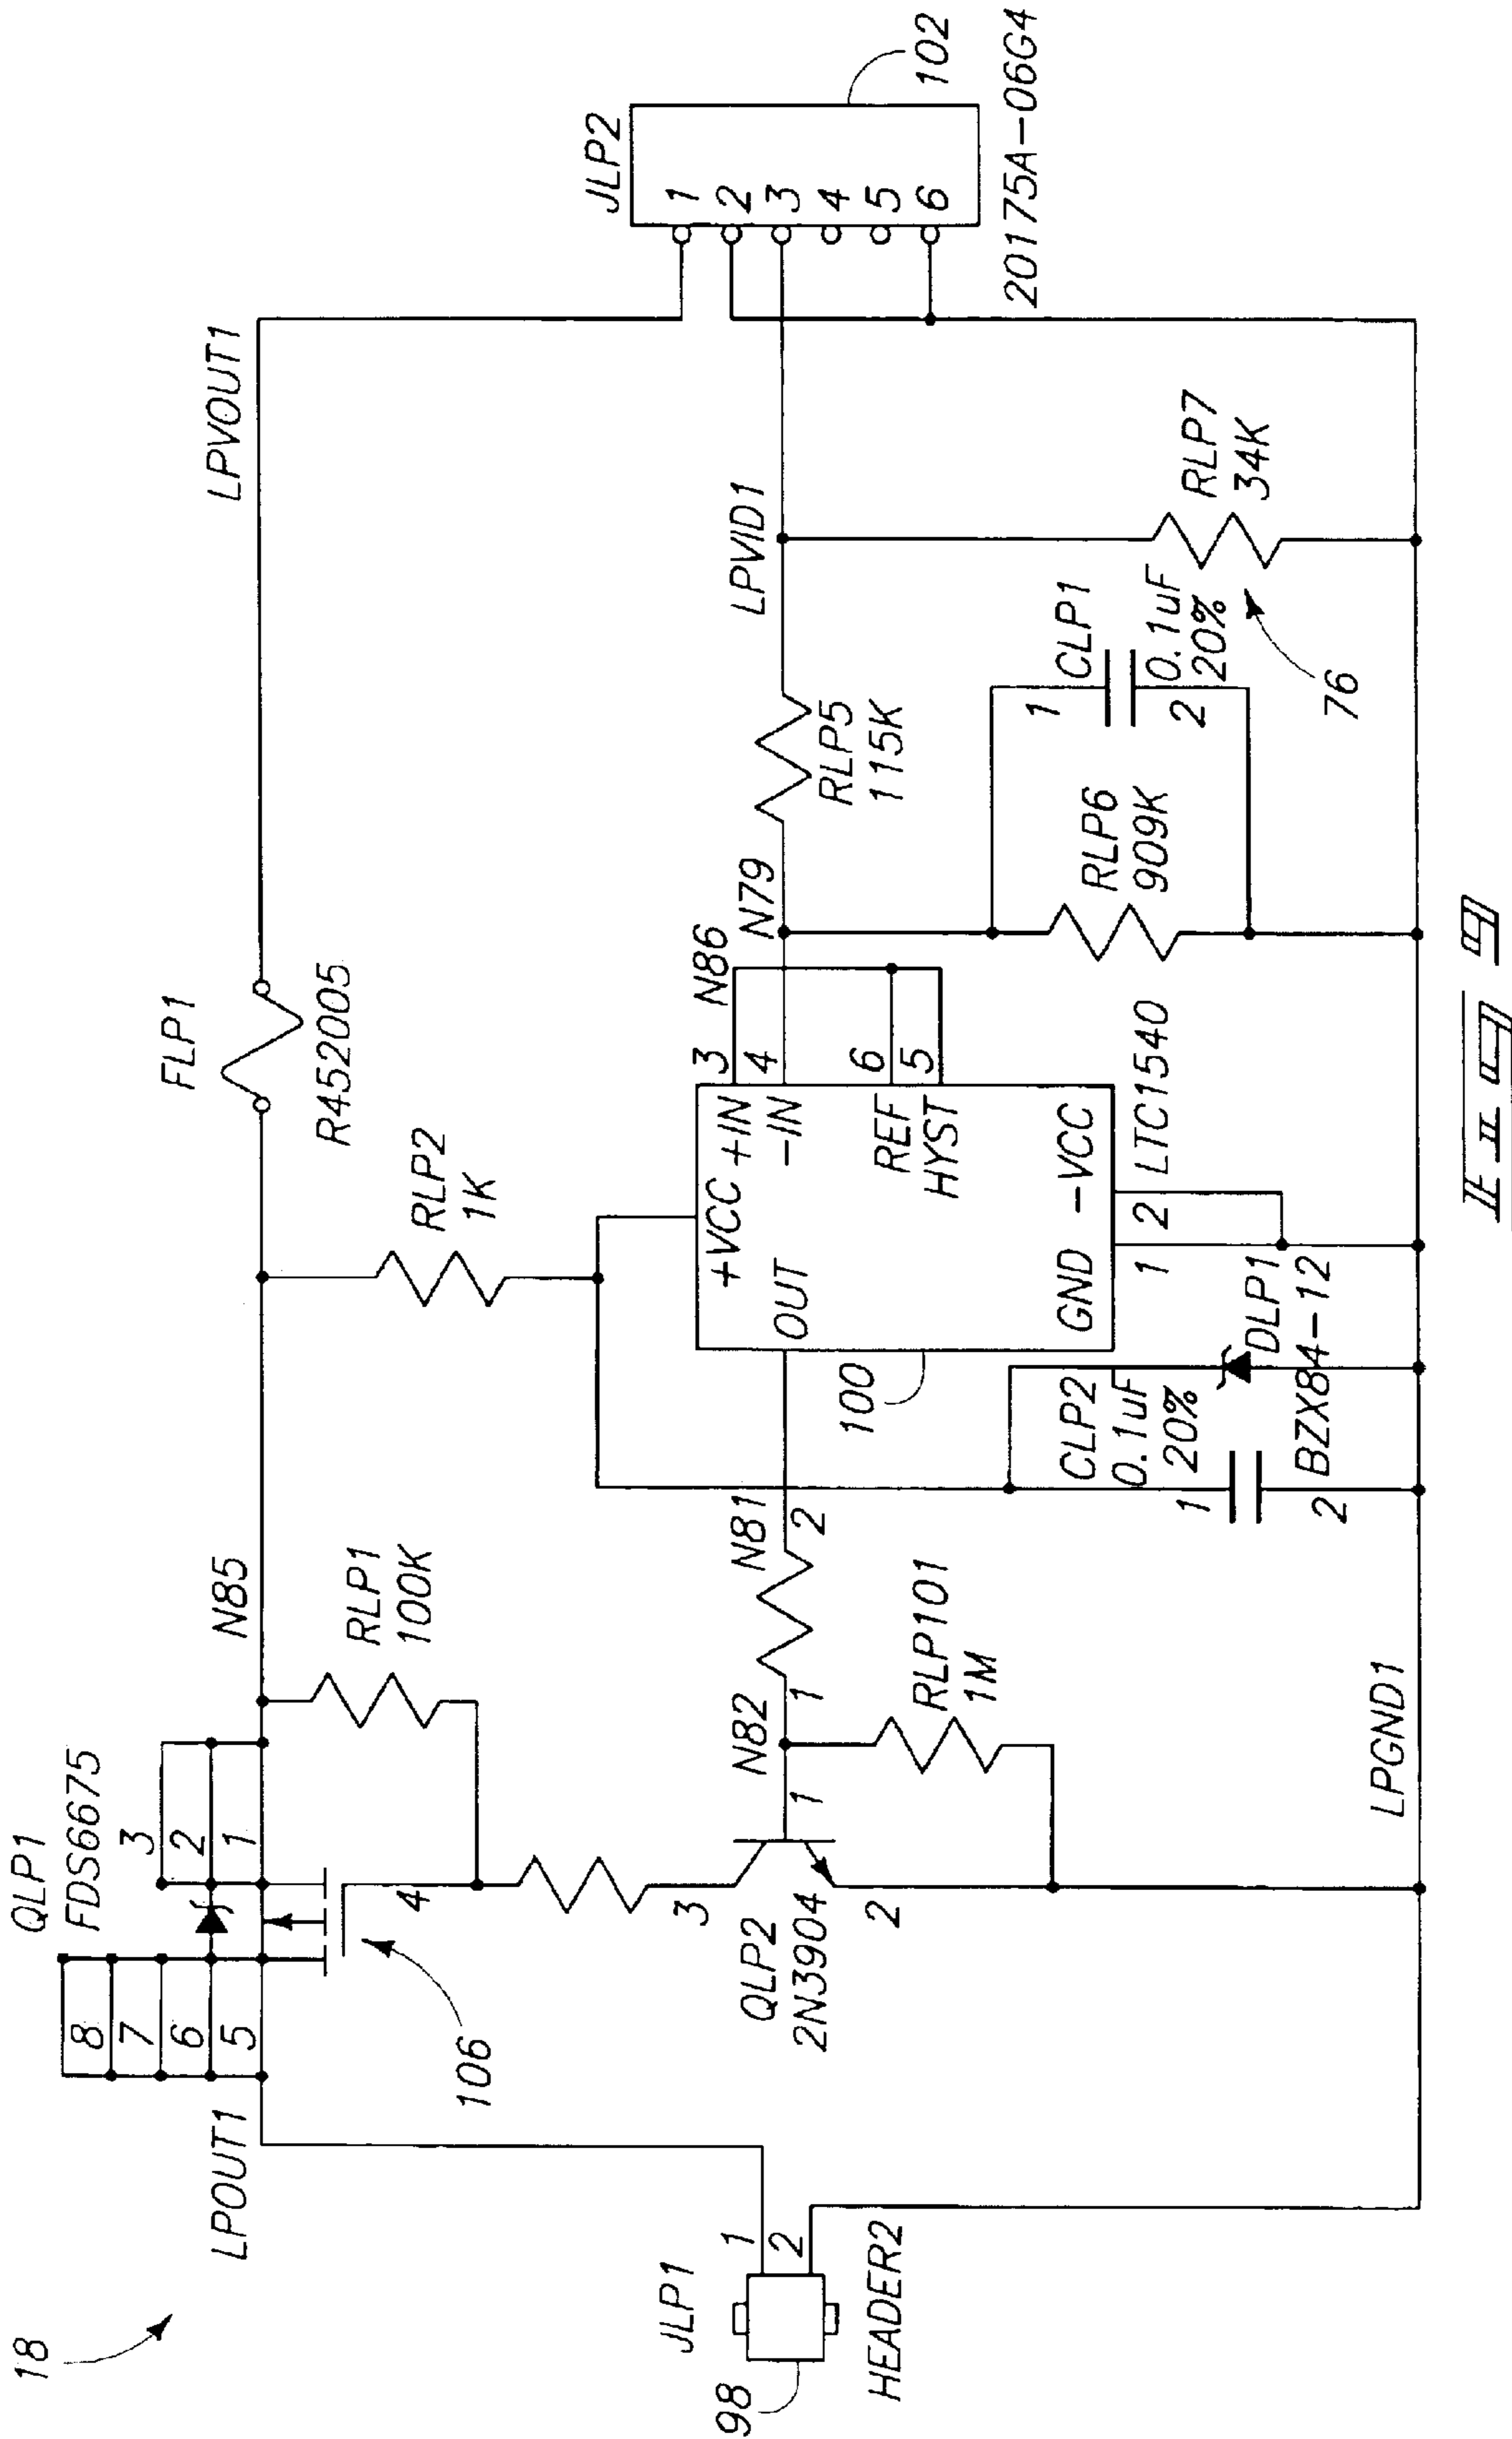 18
QLP1
FDS6675
8
7
6
5
3
2
1
4
LPOUT1
N85
RLP1
100K
106
FLP1
R452005
LPVOUT1
RLP2
1K
JLP1
1
2
98
HEADER2
QLP2
2N3904
3
2
1
N82
1
N81
2
RLP101
1M
100
+VCC
OUT
+IN
-IN
REF
HYST
GND
-VCC
3
4
6
5
1
2
LTC1540
N86
N79
RLP5
115K
LPVID1
JLP2
1
2
3
4
5
6
102
20175A-06G4
CLP2
0.1uF
20%
1
2
DLP1
BZX84-12
RLP6
909K
CLP1
1
2
0.1uF
20%
RLP7
34K
76
LPGND1